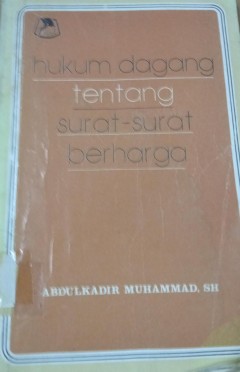 hukum dagang
tentang
surat-surat
berharga
ABDULKADIR MUHAMMAD, SH